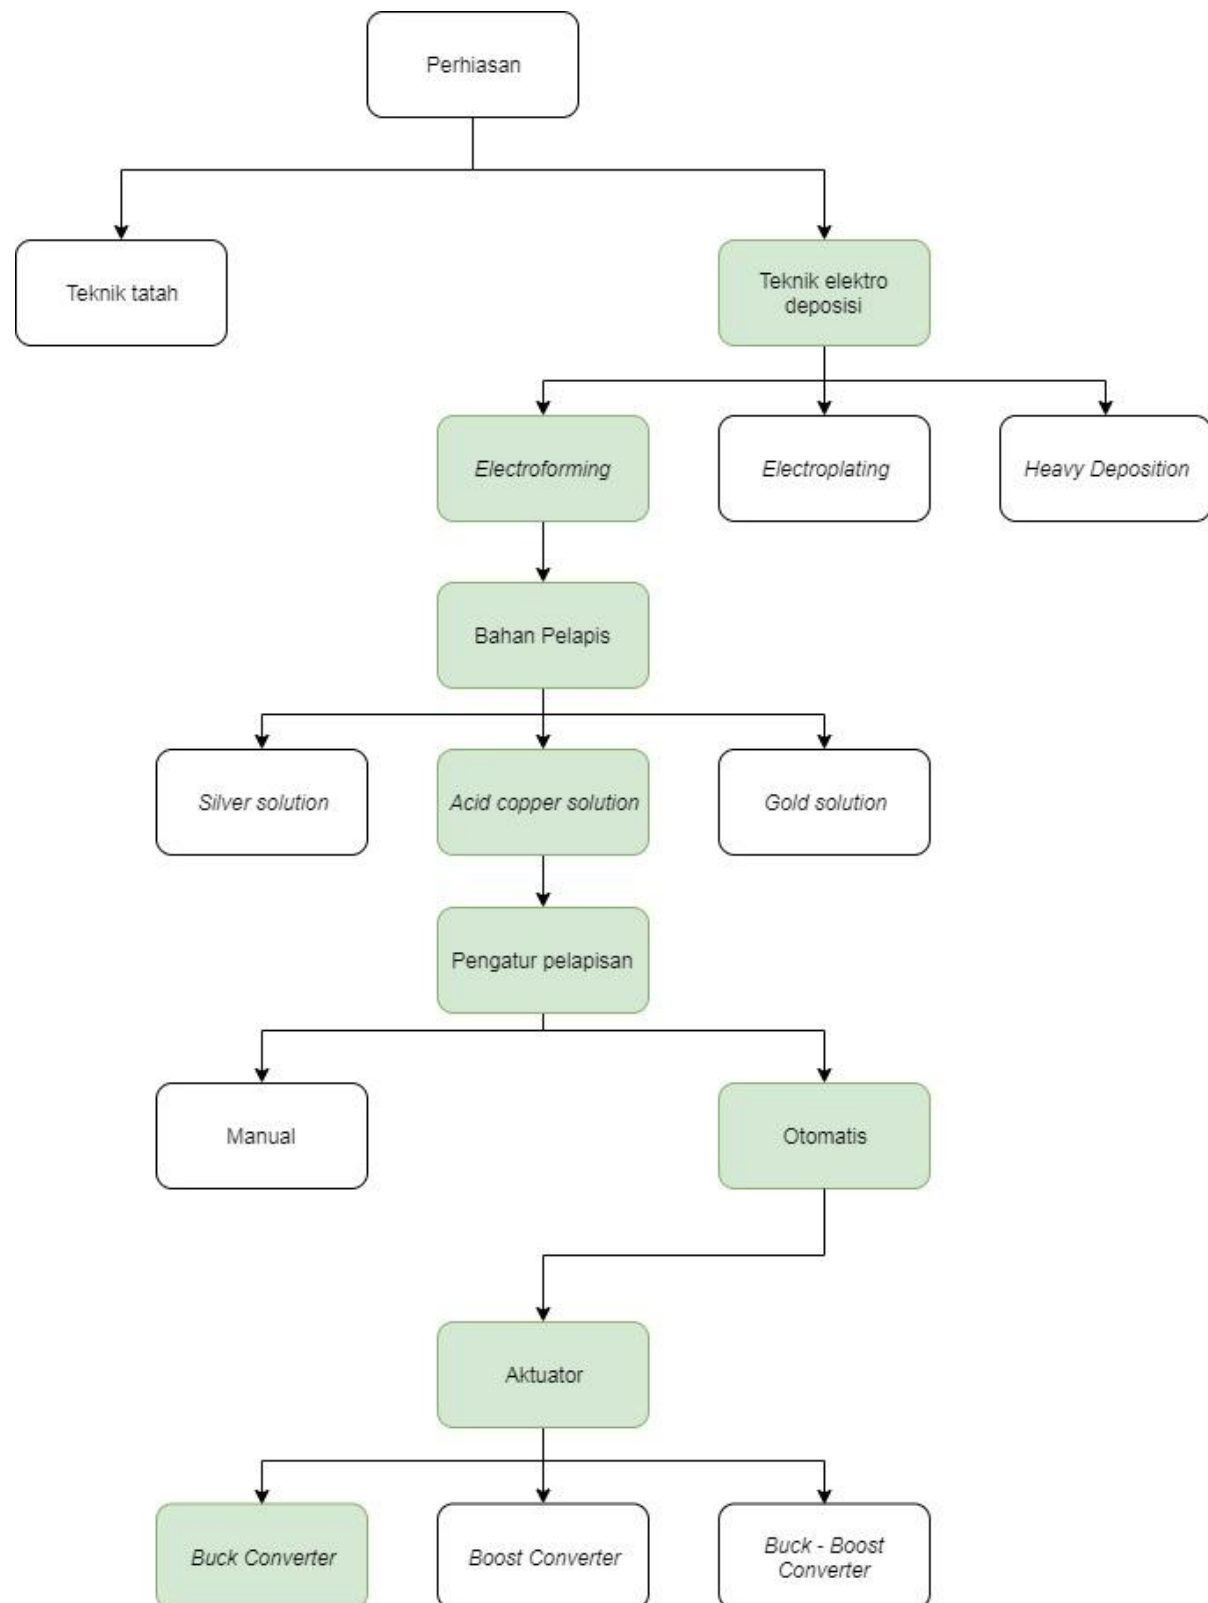 Perhiasan
Teknik tatah
Teknik elektro
deposisi
Electroforming
Electroplating
Heavy Deposition
Bahan Pelapis
Silver solution
Acid copper solution
Gold solution
Pengatur pelapisan
Manual
Otomatis
Aktuator
Buck Converter
Boost Converter
Buck - Boost
Converter